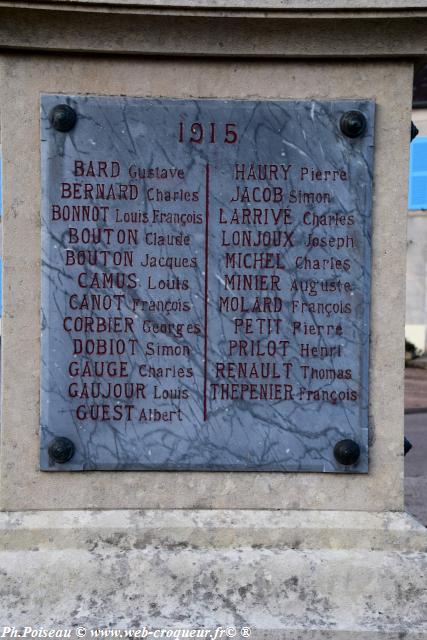 1915
BARD Gustave
BERNARD Charles
BONNOT Louis François
BOUTON Claude
BOUTON Jacques
CAMUS Louis
CANOT François
CORBIER Georges
DOBIOT Simon
GAUGE Charles
GAUJOUR Louis
GUEST Albert
HAURY Pierre
JACOB Simon
LARRIVÉ Charles
LONJOUX Joseph
MICHEL Charles
MINIER Auguste
MOLARD François
PETIT Pierre
PRILOT Henri
RENAULT Thomas
THÉPENIER François
Ph.Poiseau © www-web-croqueur.fr ®